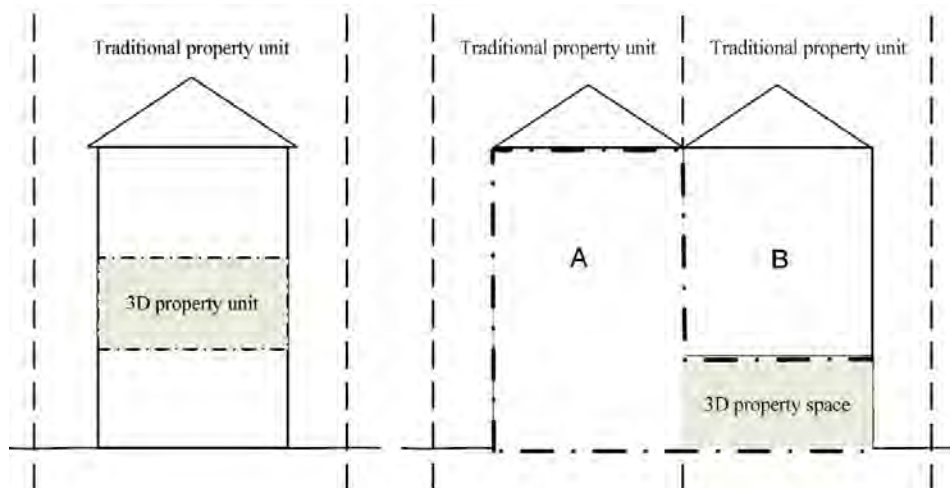 Traditional property unit
3D property unit
Traditional property unit
Traditional property unit
A
B
3D property space